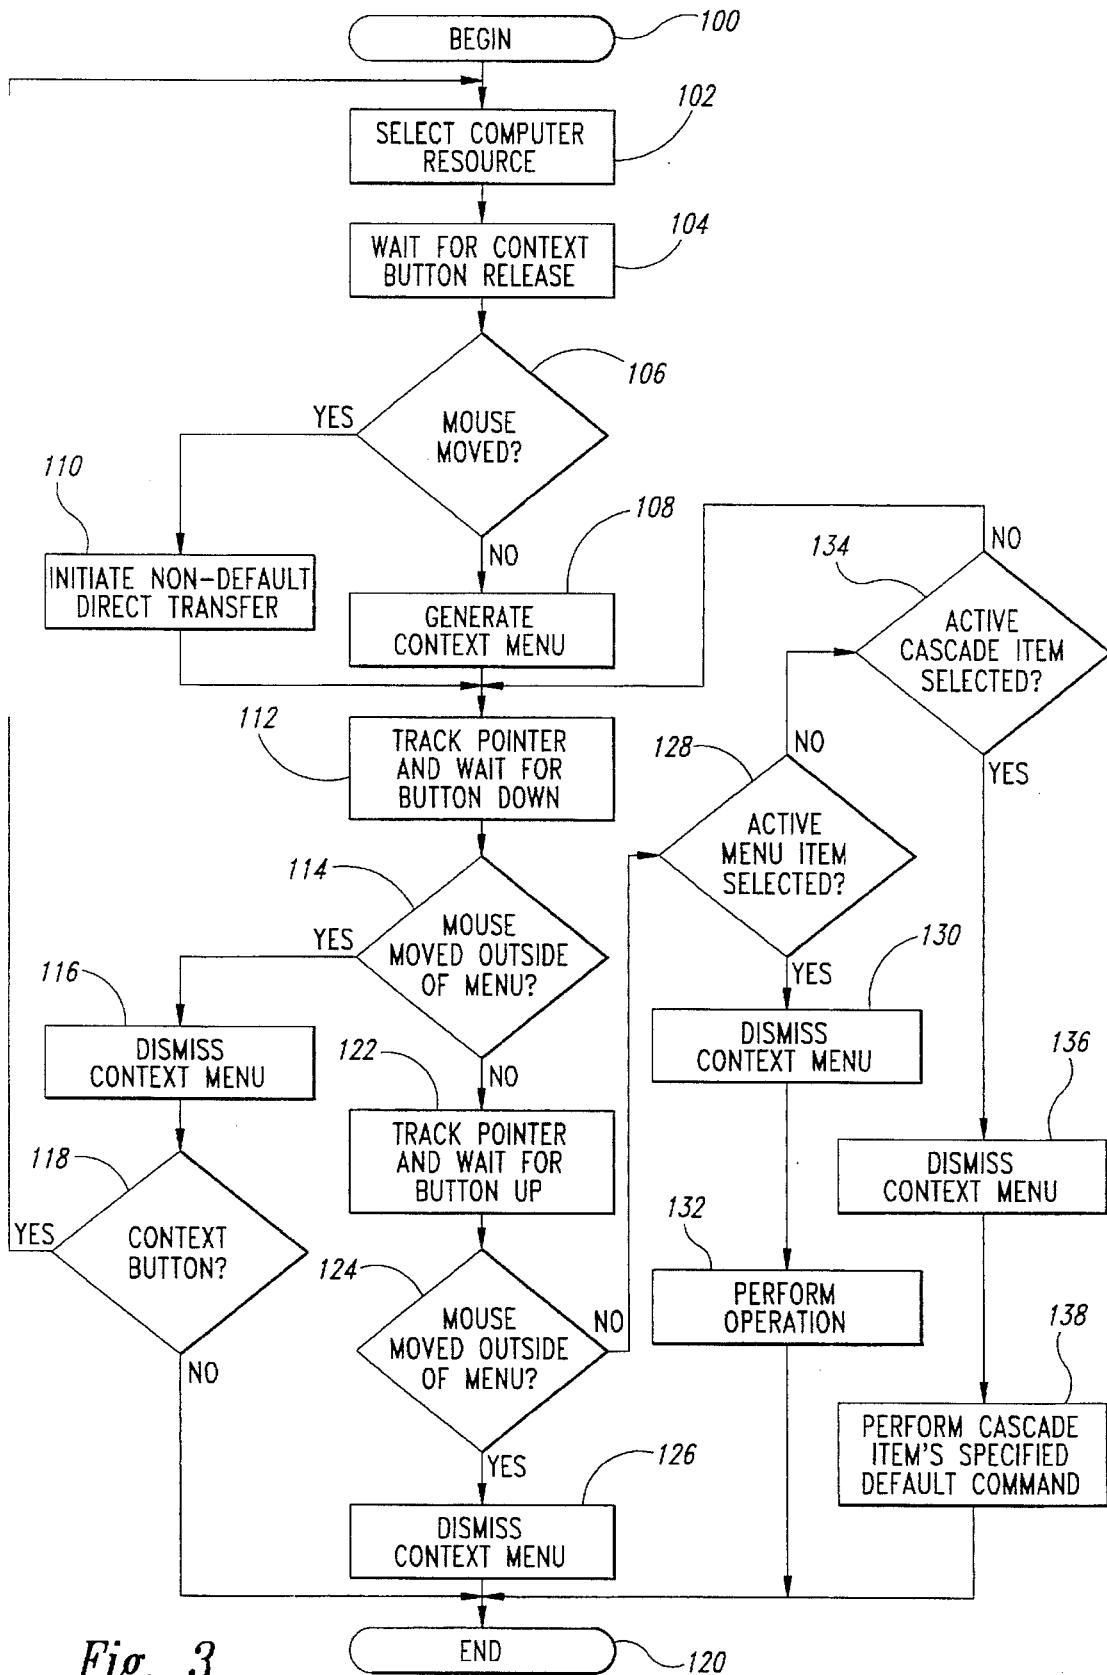 BEGIN
100
SELECT COMPUTER
RESOURCE
102
WAIT FOR CONTEXT
BUTTON RELEASE
104
MOUSE
MOVED?
106
YES
NO
110
INITIATE NON-DEFAULT
DIRECT TRANSFER
108
GENERATE
CONTEXT MENU
134
NO
ACTIVE
CASCADE ITEM
SELECTED?
YES
112
TRACK POINTER
AND WAIT FOR
BUTTON DOWN
128
NO
ACTIVE
MENU ITEM
SELECTED?
YES
114
MOUSE
MOVED OUTSIDE
OF MENU?
YES
NO
116
DISMISS
CONTEXT MENU
130
DISMISS
CONTEXT MENU
122
TRACK POINTER
AND WAIT FOR
BUTTON UP
136
DISMISS
CONTEXT MENU
118
YES
CONTEXT
BUTTON?
NO
124
MOUSE
MOVED OUTSIDE
OF MENU?
NO
YES
132
PERFORM
OPERATION
138
PERFORM CASCADE
ITEM'S SPECIFIED
DEFAULT COMMAND
126
DISMISS
CONTEXT MENU
END
120
Fig. 3